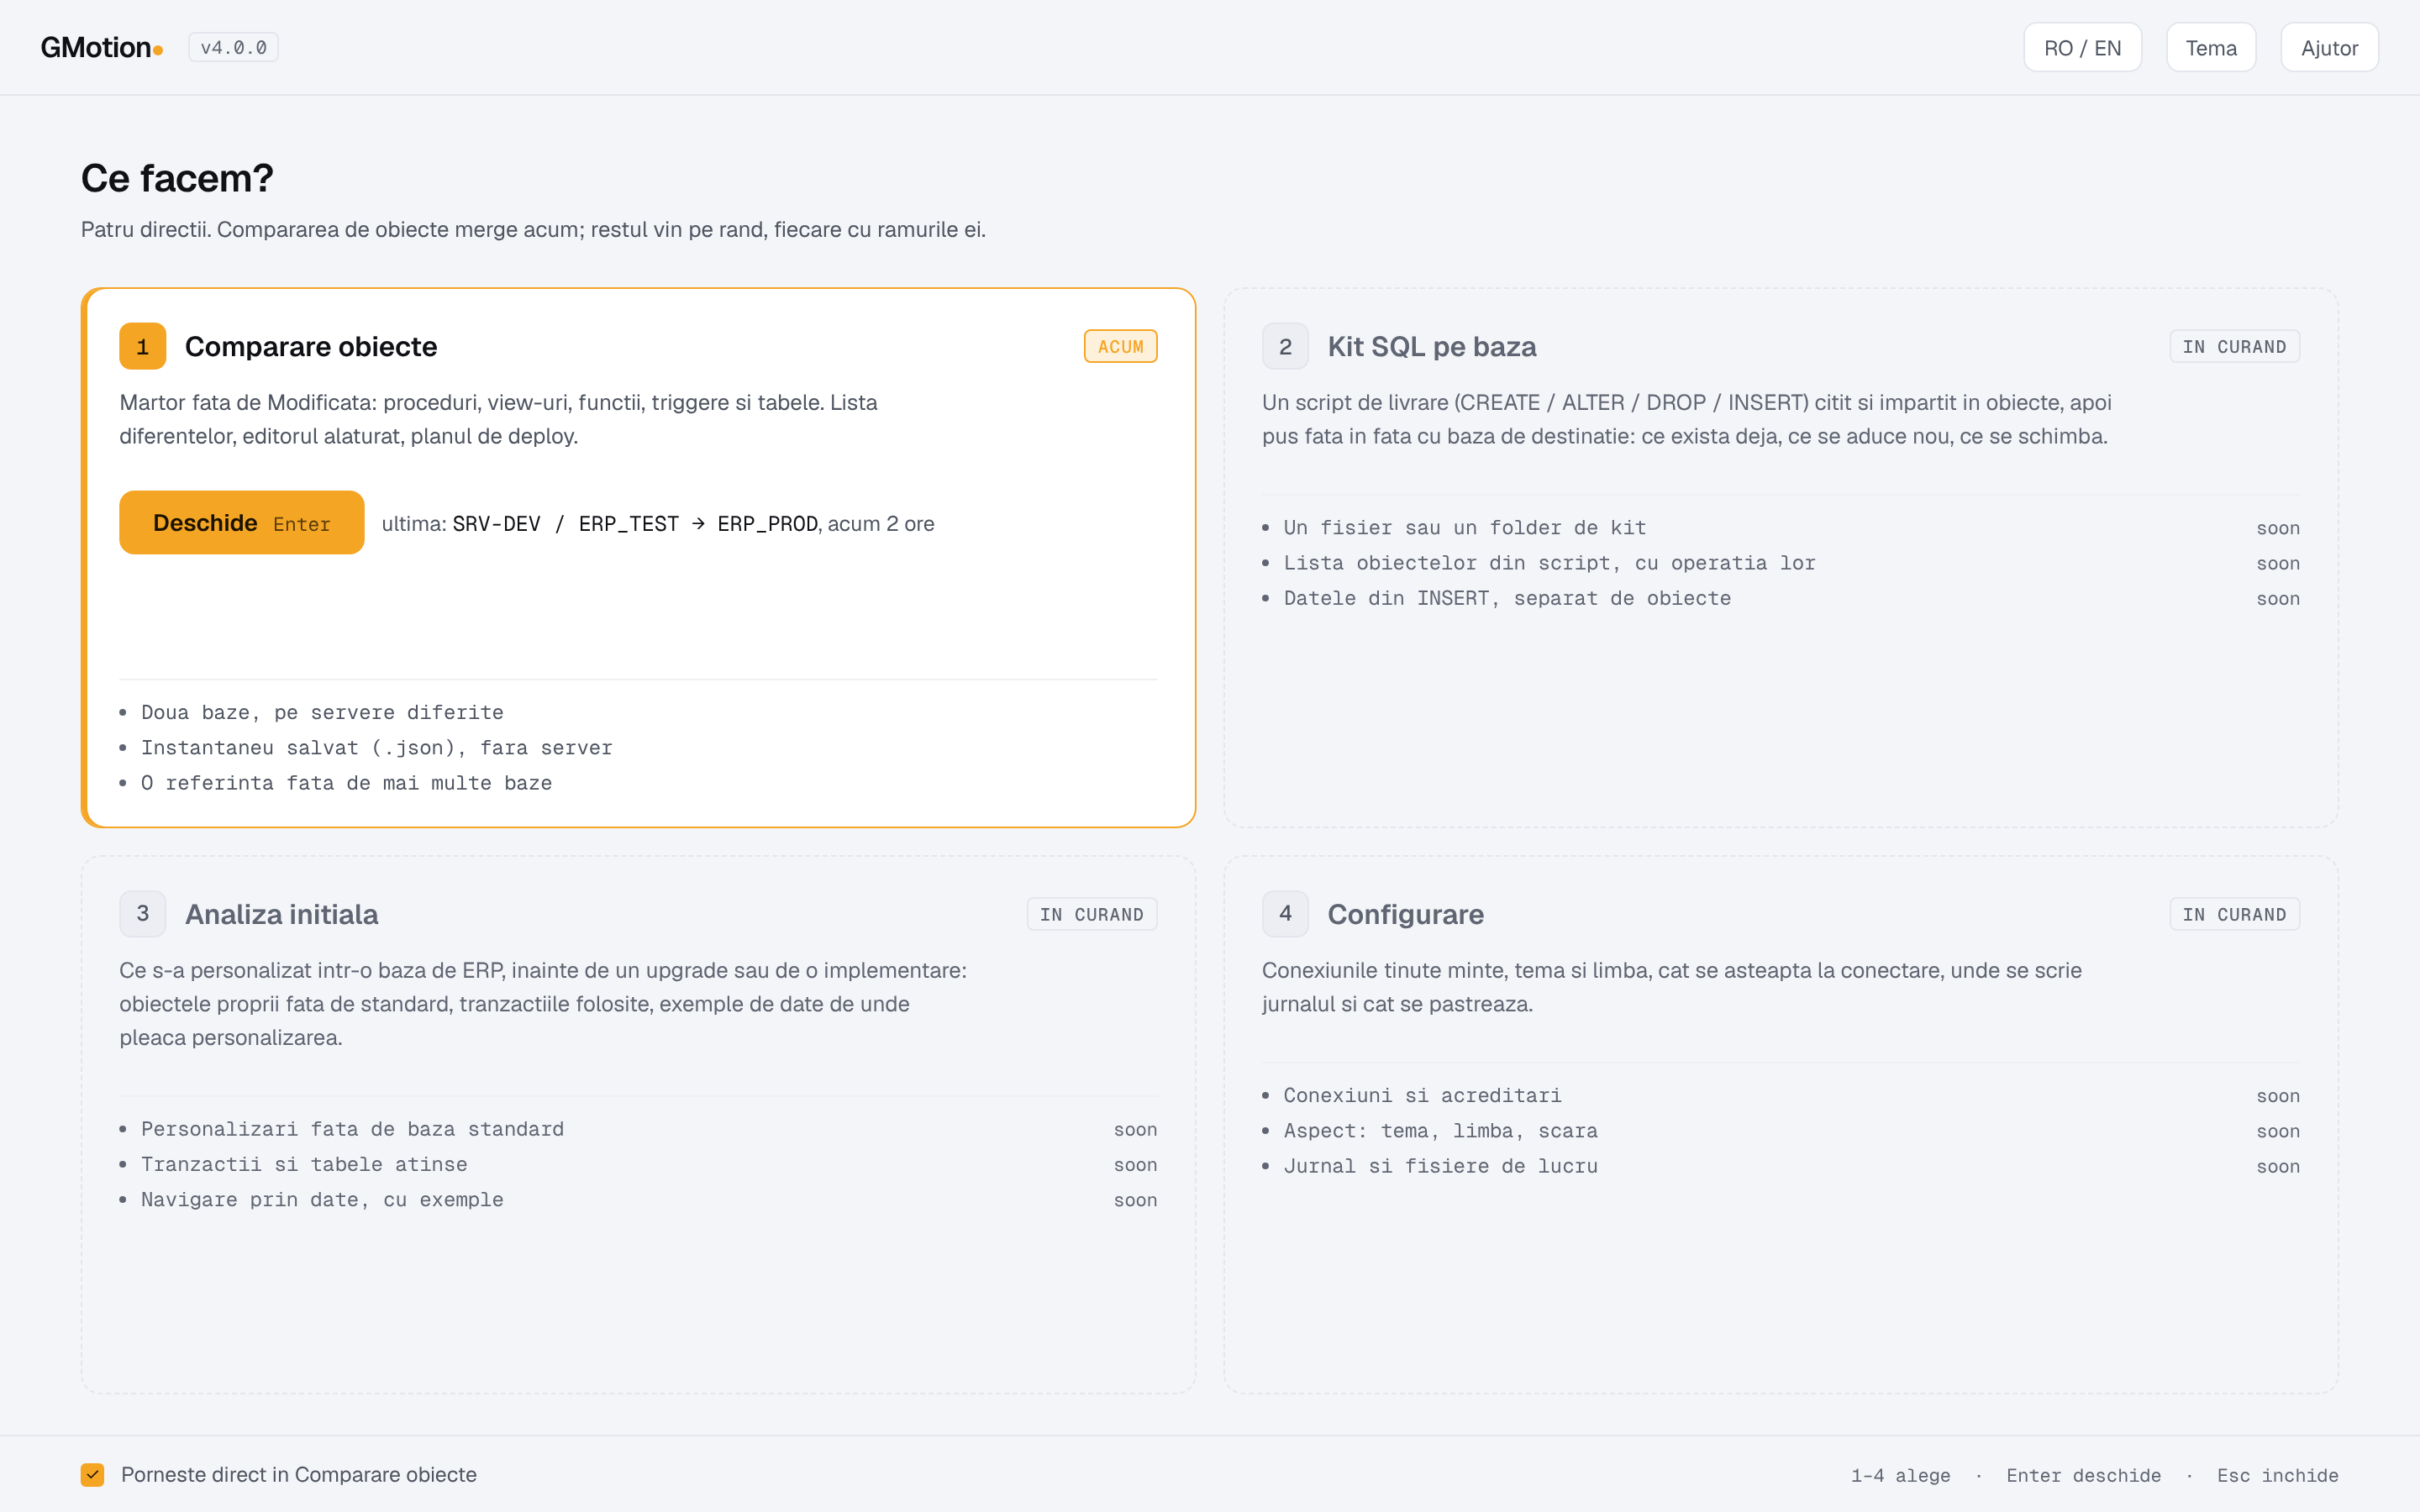 GMotion
v4.0.0
RO / EN
Tema
Ajutor
Ce facem?
Patru directii. Compararea de obiecte merge acum; restul vin pe rand, fiecare cu ramurile ei.
1
Comparare obiecte
ACUM
Martor fata de Modificata: proceduri, view-uri, functii, triggere si tabele. Lista
diferentelor, editorul alaturat, planul de deploy.
Deschide Enter
ultima: SRV-DEV / ERP_TEST → ERP_PROD, acum 2 ore
• Doua baze, pe servere diferite
• Instantaneu salvat (.json), fara server
• O referinta fata de mai multe baze
2
Kit SQL pe baza
IN CURAND
Un script de livrare (CREATE / ALTER / DROP / INSERT) citit si impartit in obiecte, apoi
pus fata in fata cu baza de destinatie: ce exista deja, ce se aduce nou, ce se schimba.
• Un fisier sau un folder de kit soon
• Lista obiectelor din script, cu operatia lor soon
• Datele din INSERT, separat de obiecte soon
3
Analiza initiala
IN CURAND
Ce s-a personalizat intr-o baza de ERP, inainte de un upgrade sau de o implementare:
obiectele proprii fata de standard, tranzactiile folosite, exemple de date de unde
pleaca personalizarea.
• Personalizari fata de baza standard soon
• Tranzactii si tabele atinse soon
• Navigare prin date, cu exemple soon
4
Configurare
IN CURAND
Conexiunile tinute minte, tema si limba, cat se asteapta la conectare, unde se scrie
jurnalul si cat se pastreaza.
• Conexiuni si acreditari soon
• Aspect: tema, limba, scara soon
• Jurnal si fisiere de lucru soon
Porneste direct in Comparare obiecte
1-4 alege · Enter deschide · Esc inchide